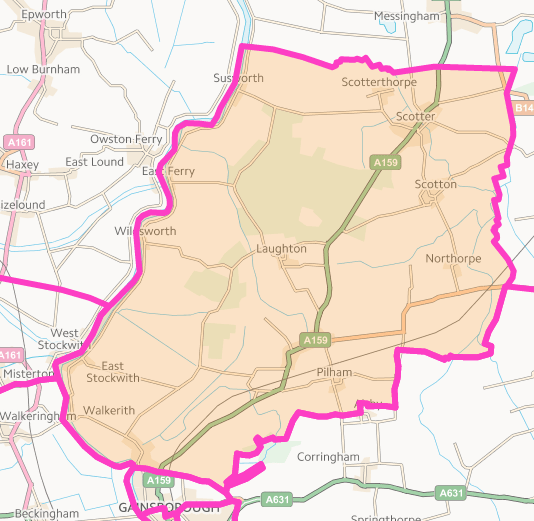 Messingham
Epworth
Low Burnham
Susworth
Scotterthorpe
B14
A161
Owston Ferry
Scotter
Haxey
East Lound
A159
East Ferry
Scotton
Wildsworth
Laughton
Northorpe
West
Stockwith
A159
A161
East
Stockwith
Misterton
Pilham
Walkerith
Walkeringham
Corringham
A159
A631
A631
GAINSBOROUGH
Beckingham
Springthorpe